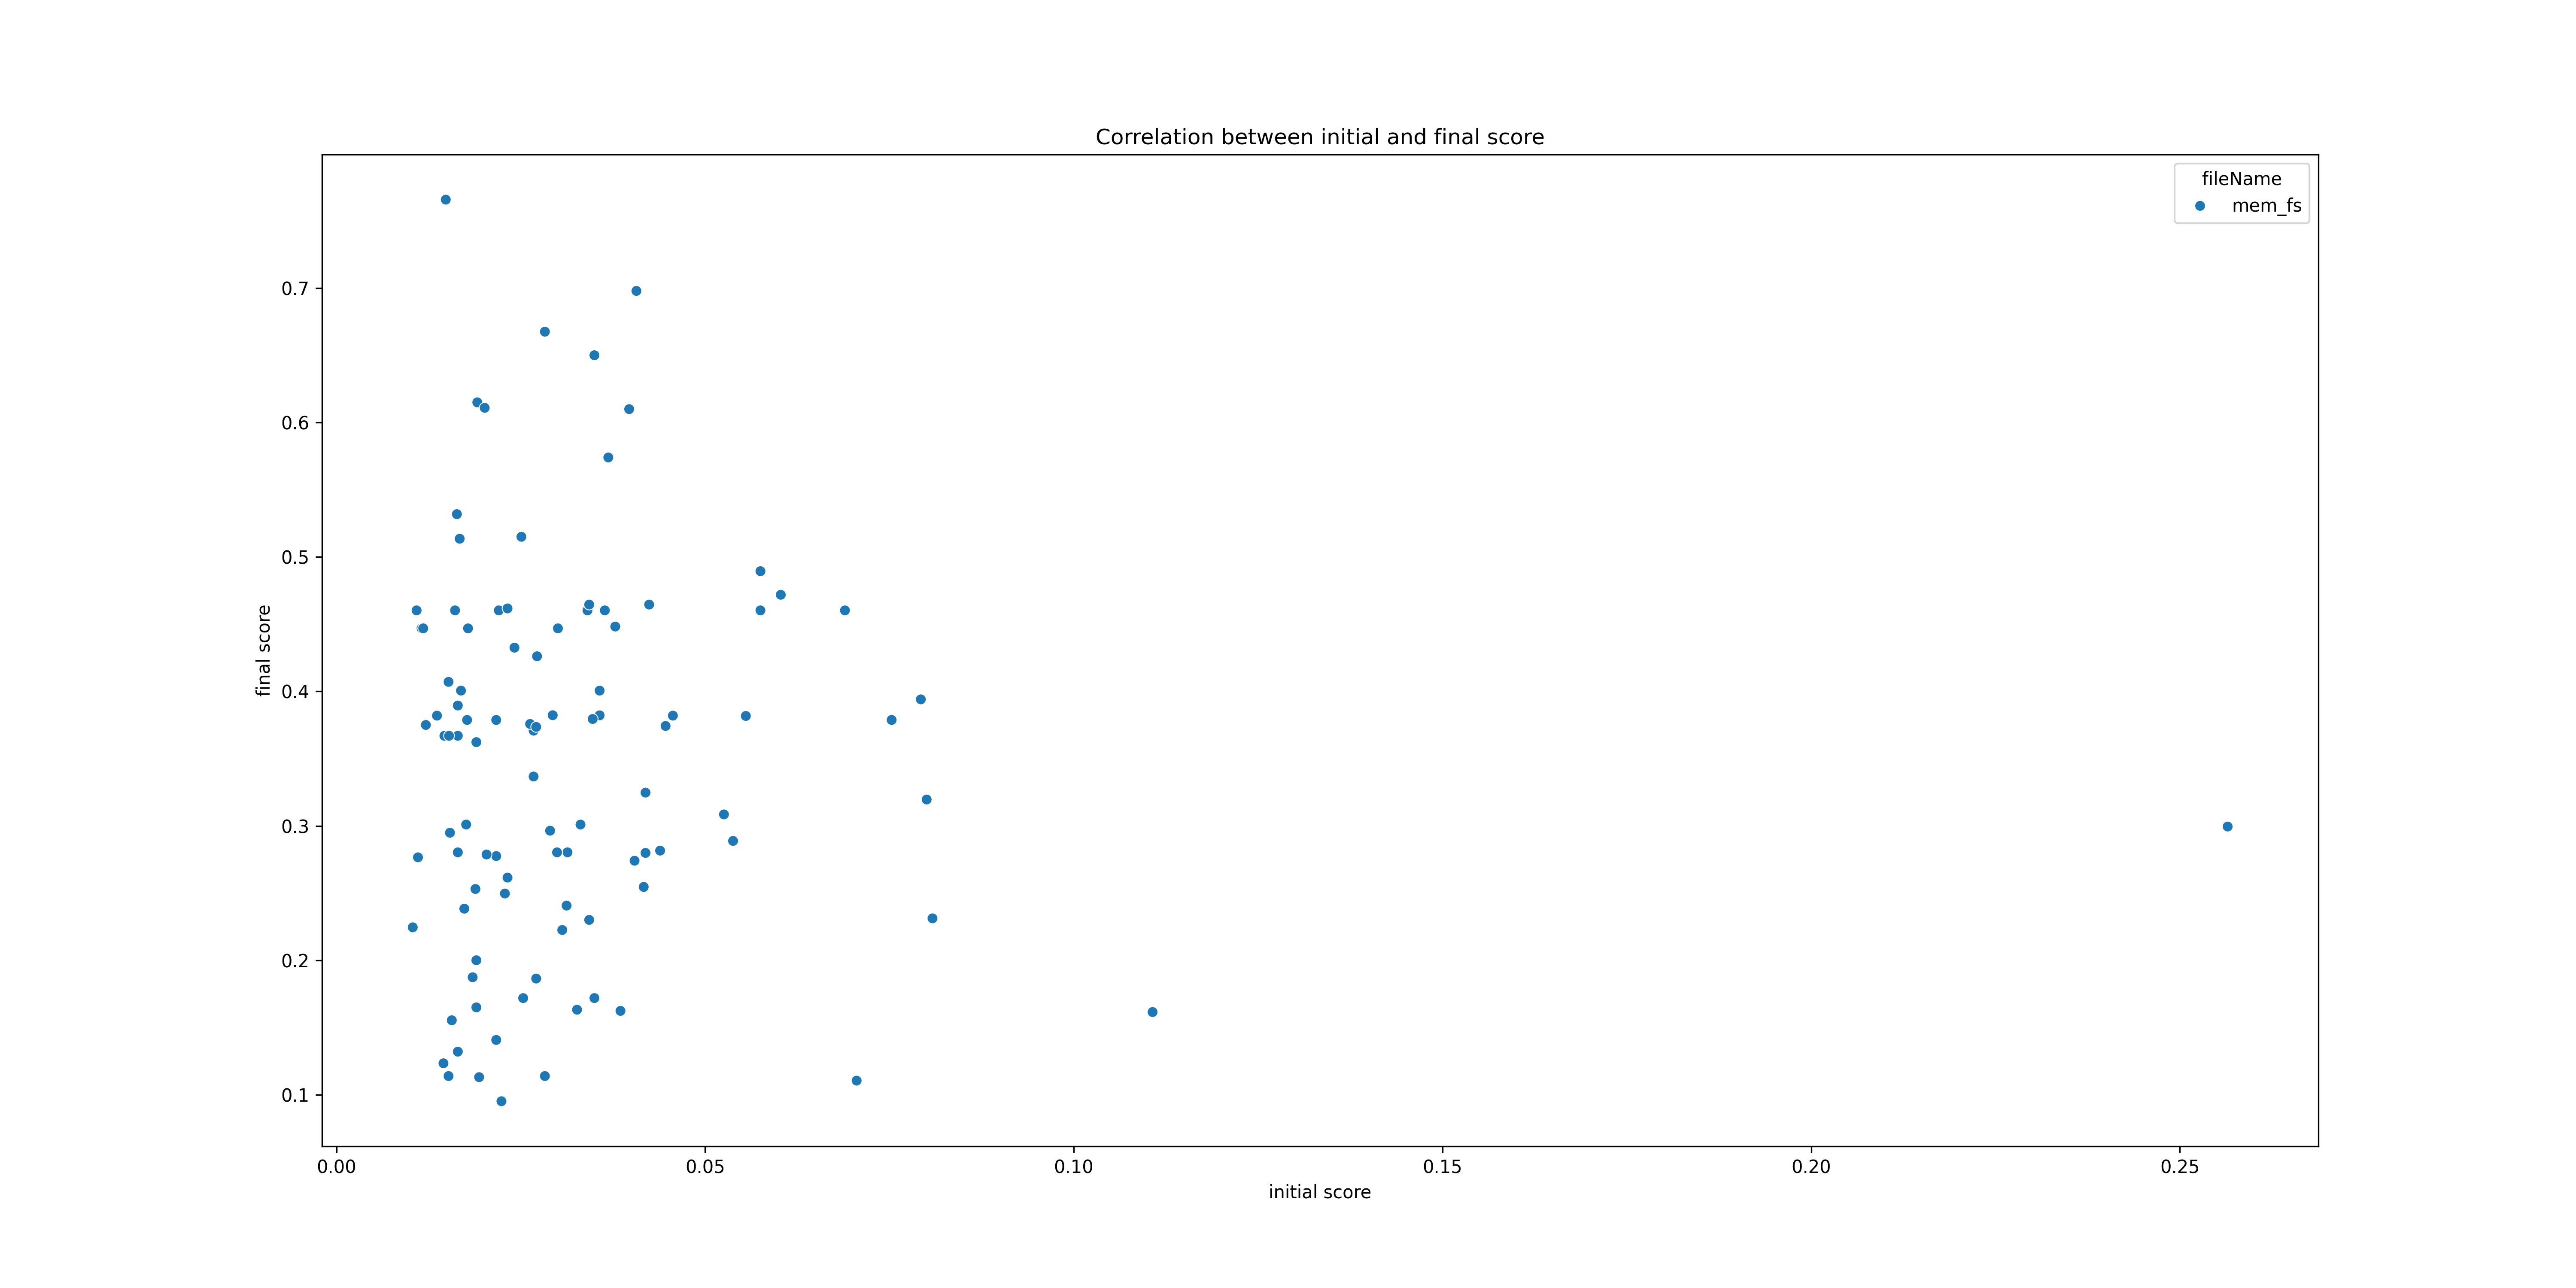 Correlation between initial and final score
fileName
mem_fs
0.7
0.6
0.5
0.4
0.3
0.2
0.1
final score
0.00 0.05 0.10 0.15 0.20 0.25
initial score